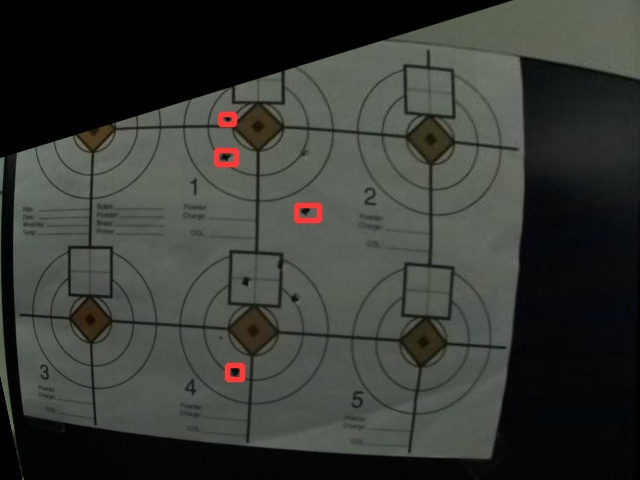 Rifle:
Date:
Weather:
Temp:
Bullet:
Powder:
Brass:
Primer:
1
Powder
Charge:
COL:
2
Powder
Charge:
COL:
3
Powder
Charge:
COL:
4
Powder
Charge:
COL:
5
Powder
Charge:
COL: